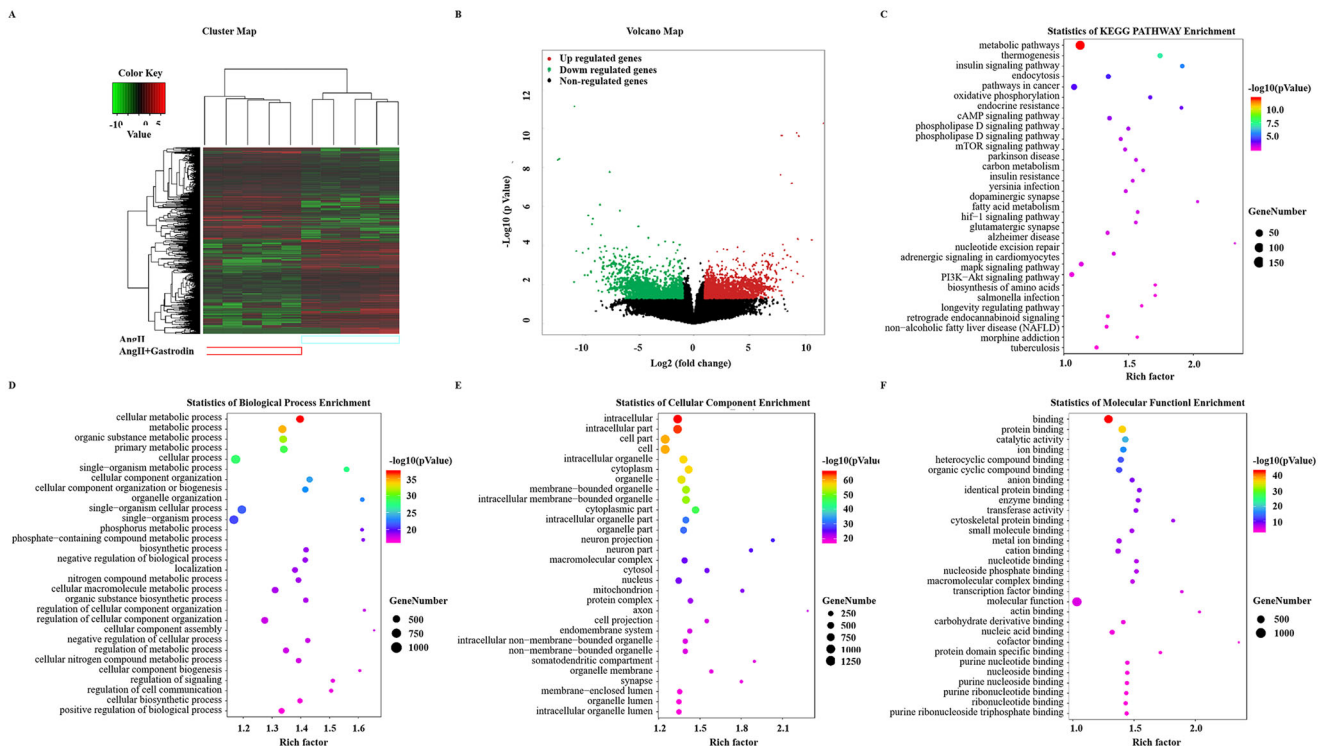 A
Cluster Map
Color Key
-10 0 5
Value
AngII
AngII+Gastrodin
B
Volcano Map
Up regulated genes
Dowm regulated genes
Non-regulated genes
12
10
8
6
4
2
0
-Log10 (p Value)
-10 -5 0 5 10
Log2 (fold change)
C
Statistics of KEGG PATHWAY Enrichment
metabolic pathways
thermogenesis
insulin signaling pathway
endocytosis
pathways in cancer
oxidative phosphorylation
endocrine resistance
cAMP signaling pathway
phospholipase D signaling pathway
phospholipase D signaling pathway
mTOR signaling pathway
parkinson disease
carbon metabolism
insulin resistance
yersinia infection
dopaminergic synapse
fatty acid metabolism
hif-1 signaling pathway
glutamatergic synapse
alzheimer disease
nucleotide excision repair
adrenergic signaling in cardiomyocytes
mapk signaling pathway
PI3K-Akt signaling pathway
biosynthesis of amino acids
salmonella infection
longevity regulating pathway
retrograde endocannabinoid signaling
non-alcoholic fatty liver disease (NAFLD)
morphine addiction
tuberculosis
1.0 1.5 2.0
Rich factor
-log10(pValue)
10.0
7.5
5.0
GeneNumber
50
100
150
D
Statistics of Biological Process Enrichment
cellular metabolic process
metabolic process
organic substance metabolic process
primary metabolic process
cellular process
single-organism metabolic process
cellular component organization
cellular component organization or biogenesis
organelle organization
single-organism cellular process
single-organism process
phosphorus metabolic process
phosphate-containing compound metabolic process
biosynthetic process
negative regulation of biological process
localization
nitrogen compound metabolic process
cellular macromolecule metabolic process
organic substance biosynthetic process
regulation of cellular component organization
regulation of cellular component organization
cellular component assembly
negative regulation of cellular process
regulation of metabolic process
cellular nitrogen compound metabolic process
cellular component biogenesis
regulation of signaling
regulation of cell communication
cellular biosynthetic process
positive regulation of biological process
1.2 1.3 1.4 1.5 1.6
Rich factor
-log10(pValue)
35
30
25
20
GeneNumber
500
750
1000
E
Statistics of Cellular Component Enrichment
intracellular
intracellular part
cell part
cell
intracellular organelle
cytoplasm
organelle
membrane-bounded organelle
intracellular membrane-bounded organelle
cytoplasmic part
intracellular organelle part
organelle part
neuron projection
neuron part
macromolecular complex
cytosol
nucleus
mitochondrion
protein complex
axon
cell projection
endomembrane system
intracellular non-membrane-bounded organelle
non-membrane-bounded organelle
somatodendritic compartment
organelle membrane
synapse
membrane-enclosed lumen
organelle lumen
intracellular organelle lumen
1.2 1.5 1.8 2.1
Rich factor
-log10(pValue
60
50
40
30
20
GeneNumber
250
500
750
1000
1250
F
Statistics of Molecular Functionl Enrichment
binding
protein binding
catalytic activity
ion binding
heterocyclic compound binding
organic cyclic compound binding
anion binding
identical protein binding
enzyme binding
transferase activity
cytoskeletal protein binding
small molecule binding
metal ion binding
cation binding
nucleotide binding
nucleoside phosphate binding
macromolecular complex binding
transcription factor binding
molecular function
actin binding
carbohydrate derivative binding
nucleic acid binding
cofactor binding
protein domain specific binding
purine nucleotide binding
nucleoside binding
purine nucleoside binding
purine ribonucleotide binding
ribonucleotide binding
purine ribonucleoside triphosphate binding
1.0 1.5 2.0
Rich factor
-log10(pValue)
40
30
20
10
GeneNumber
500
1000